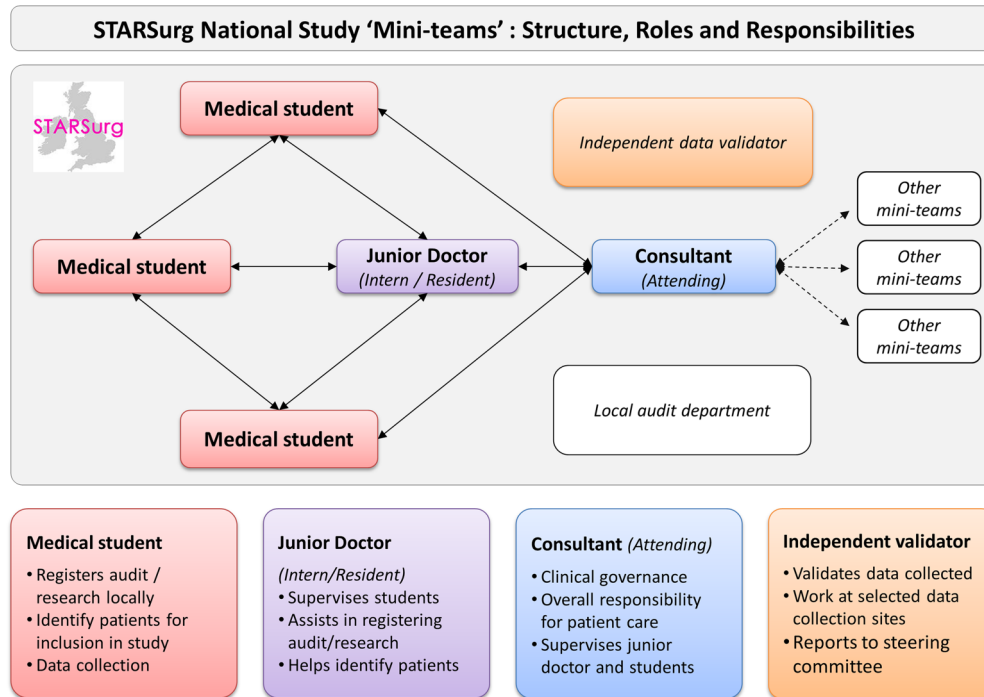 STARSurg National Study ‘Mini-teams’ : Structure, Roles and Responsibilities
STARSurg
Medical student
Independent data validator
Other
mini-teams
Medical student
Junior Doctor
(Intern / Resident)
Consultant
(Attending)
Other
mini-teams
Other
mini-teams
Medical student
Local audit department
Medical student
• Registers audit /
research locally
• Identify patients for
inclusion in study
• Data collection
Junior Doctor
(Intern/Resident)
• Supervises students
• Assists in registering
audit/research
• Helps identify patients
Consultant (Attending)
• Clinical governance
• Overall responsibility
for patient care
• Supervises junior
doctor and students
Independent validator
• Validates data collected
• Work at selected data
collection sites
• Reports to steering
committee